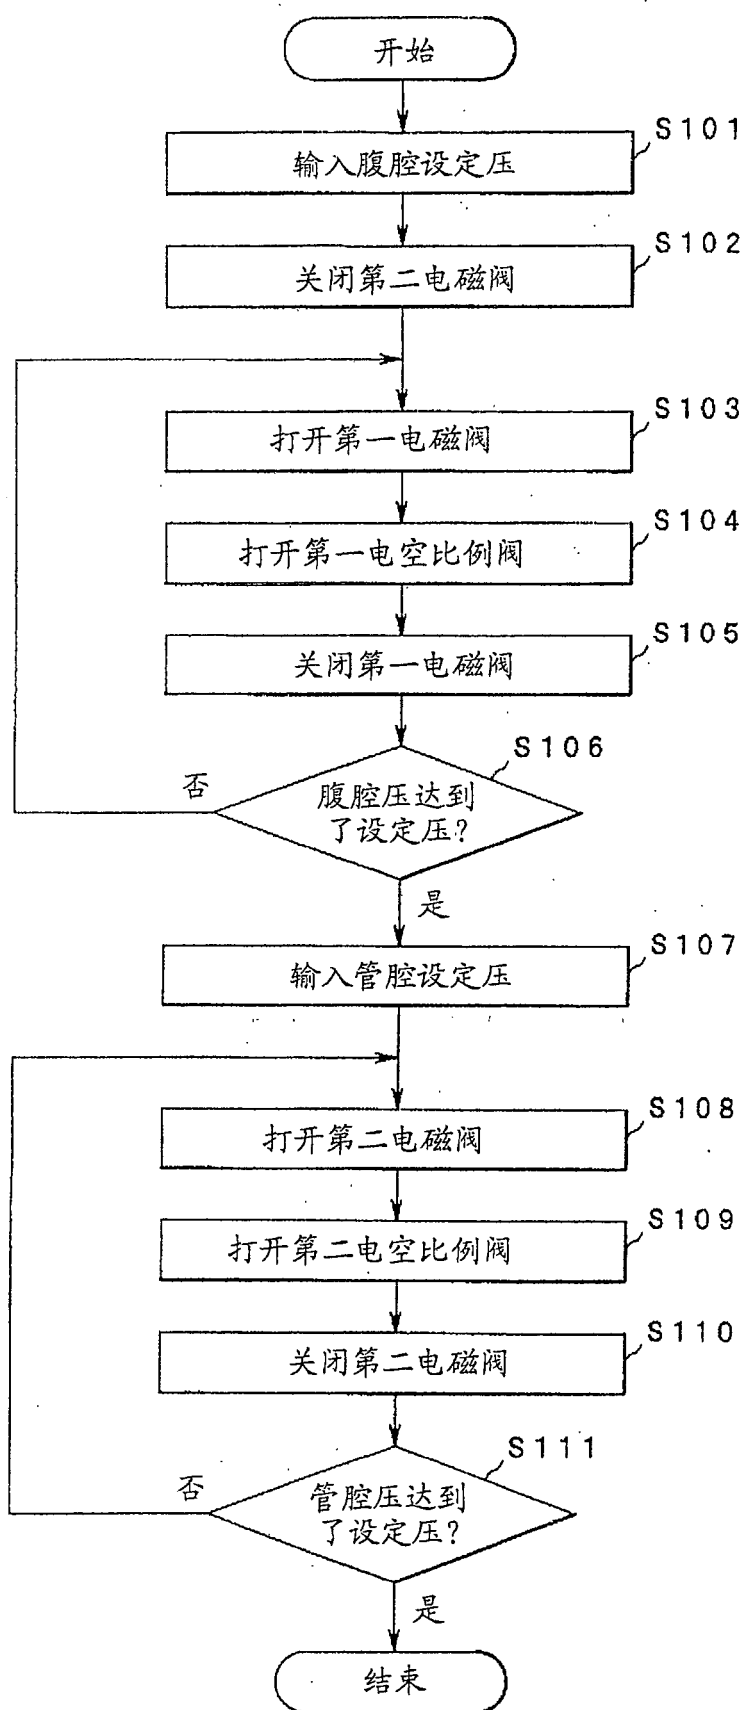 开始
S101
输入腹腔设定压
S102
关闭第二电磁阀
S103
打开第一电磁阀
S104
打开第一电空比例阀
S105
关闭第一电磁阀
S106
否
腹腔压达到
了设定压?
是
S107
输入管腔设定压
S108
打开第二电磁阀
S109
打开第二电空比例阀
S110
关闭第二电磁阀
S111
否
管腔压达到
了设定压?
是
结束